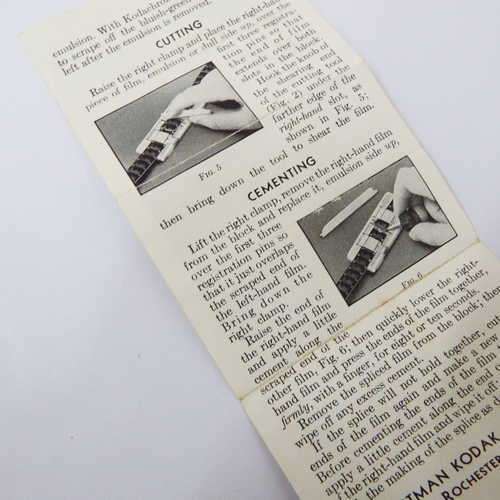 emulsion. With Kodachrom
to scrape off the bluish-green
left after the emulsion is removed.
CUTTING
Raise the right clamp and place the right-hand
piece of film, emulsion or dull side up, over the
first three registra-
tion pins so that it
extends over both
slots in the block.
Hook the knob of
the shearing end
of the cutting tool
(Fig. 2) under the
farther edge of the
right-hand slot, as
shown in Fig. 5;
then bring down the tool to shear the film.
FIG. 5
CEMENTING
Lift the right clamp, remove the right-hand film
from the block and replace it, emulsion side up,
over the first three
registration pins so
that it just overlaps
the scraped end of
the left-hand film.
Bring down the
right clamp.
Raise the end of
the right-hand film
and apply a little
cement along the
scraped end of the
FIG. 6
other film, Fig. 6; then quickly lower the right-
hand film and press the ends of the film together,
firmly, with a finger, for eight or ten seconds.
Remove the spliced film from the block; then
wipe off any excess cement.
If the splice will not hold together, c
ends of the film again and make a new
Before cementing the ends of the film
apply a little cement along the end
the right-hand film and wipe it o
the making of the splice as
TMAN KODAK
ROCHESTER